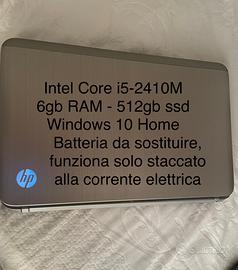 Intel Core i5-2410M
6gb RAM - 512gb ssd
Windows 10 Home
Batteria da sostituire,
funziona solo staccato
alla corrente elettrica
hp